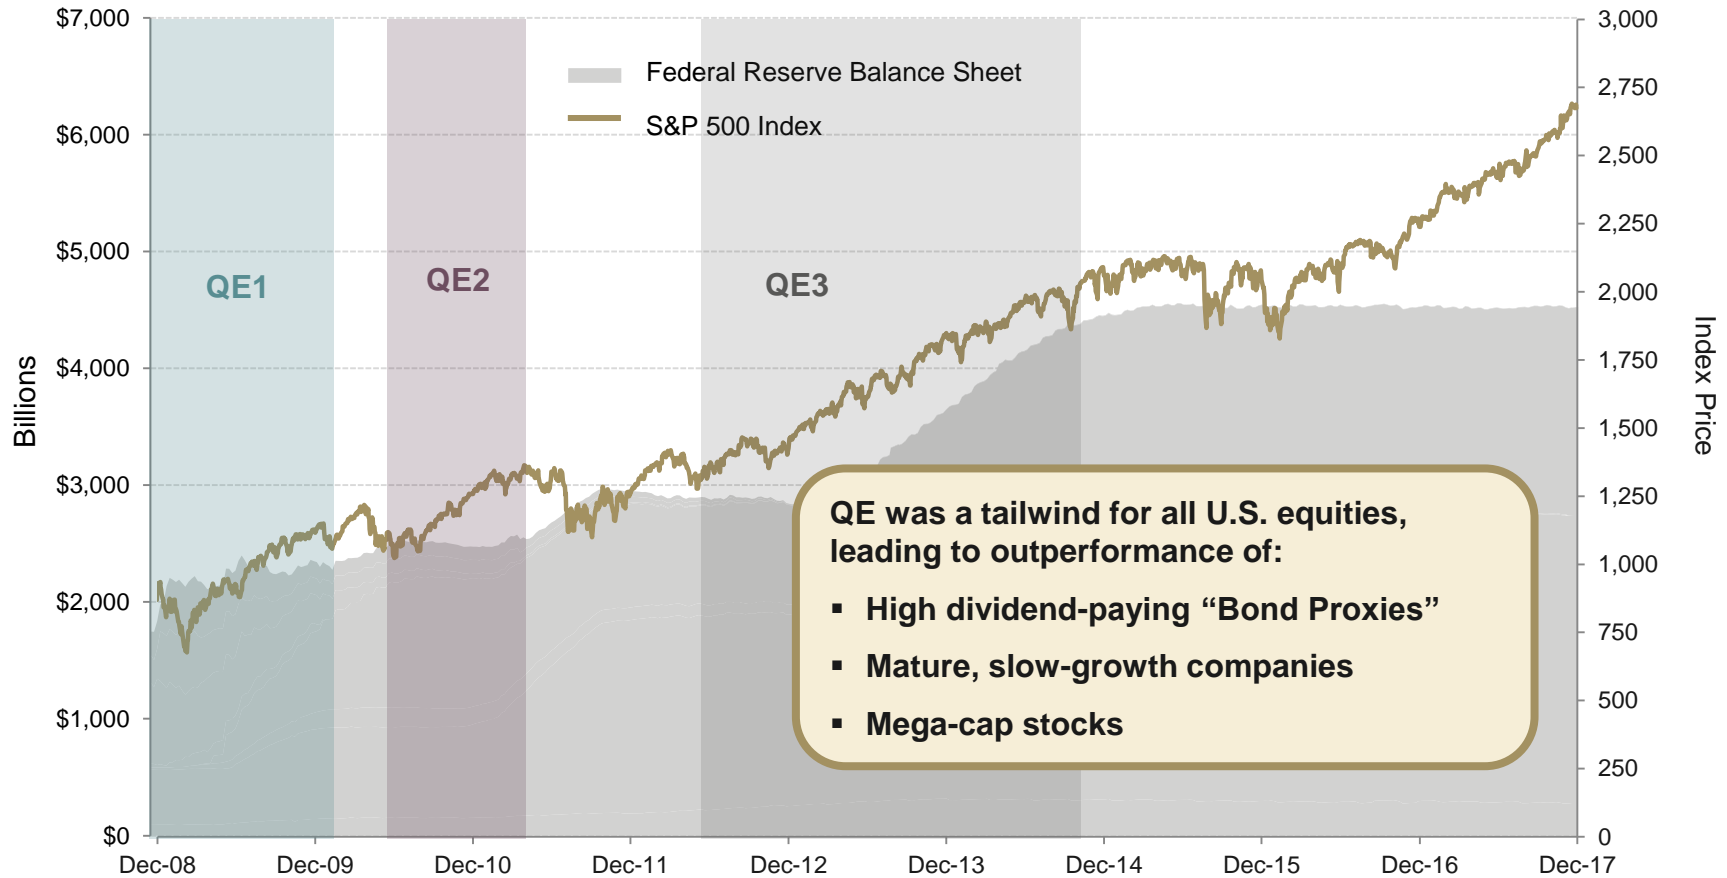 $7,000
$6,000
$5,000
$4,000
$3,000
$2,000
$1,000
$0
Billions
Federal Reserve Balance Sheet
S&P 500 Index
QE1
QE2
QE3
QE was a tailwind for all U.S. equities,
leading to outperformance of:
▪ High dividend-paying “Bond Proxies”
▪ Mature, slow-growth companies
▪ Mega-cap stocks
3,000
2,750
2,500
2,250
2,000
1,750
1,500
1,250
1,000
750
500
250
0
Index Price
Dec-08 Dec-09 Dec-10 Dec-11 Dec-12 Dec-13 Dec-14 Dec-15 Dec-16 Dec-17